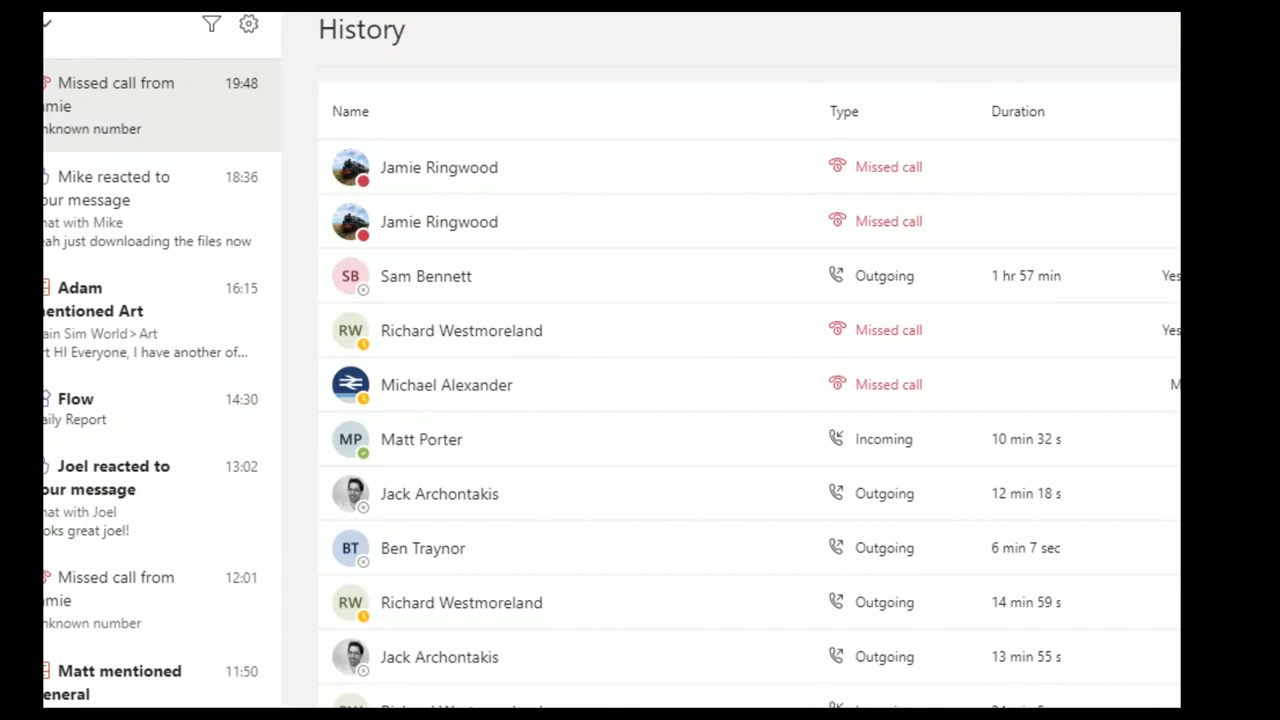 History
Missed call from 19:48
mie
nknown number
Mike reacted to 18:36
our message
hat with Mike
eah just downloading the files now
Adam 16:15
entioned Art
ain Sim World > Art
rt HI Everyone, I have another of...
Flow 14:30
aily Report
Joel reacted to 13:02
our message
hat with Joel
oks great joel!
Missed call from 12:01
mie
nknown number
Matt mentioned 11:50
eneral
Name Type Duration
Jamie Ringwood Missed call
Jamie Ringwood Missed call
SB Sam Bennett Outgoing 1 hr 57 min Yes
RW Richard Westmoreland Missed call Yes
Michael Alexander Missed call M
MP Matt Porter Incoming 10 min 32 s
Jack Archontakis Outgoing 12 min 18 s
BT Ben Traynor Outgoing 6 min 7 sec
RW Richard Westmoreland Outgoing 14 min 59 s
Jack Archontakis Outgoing 13 min 55 s